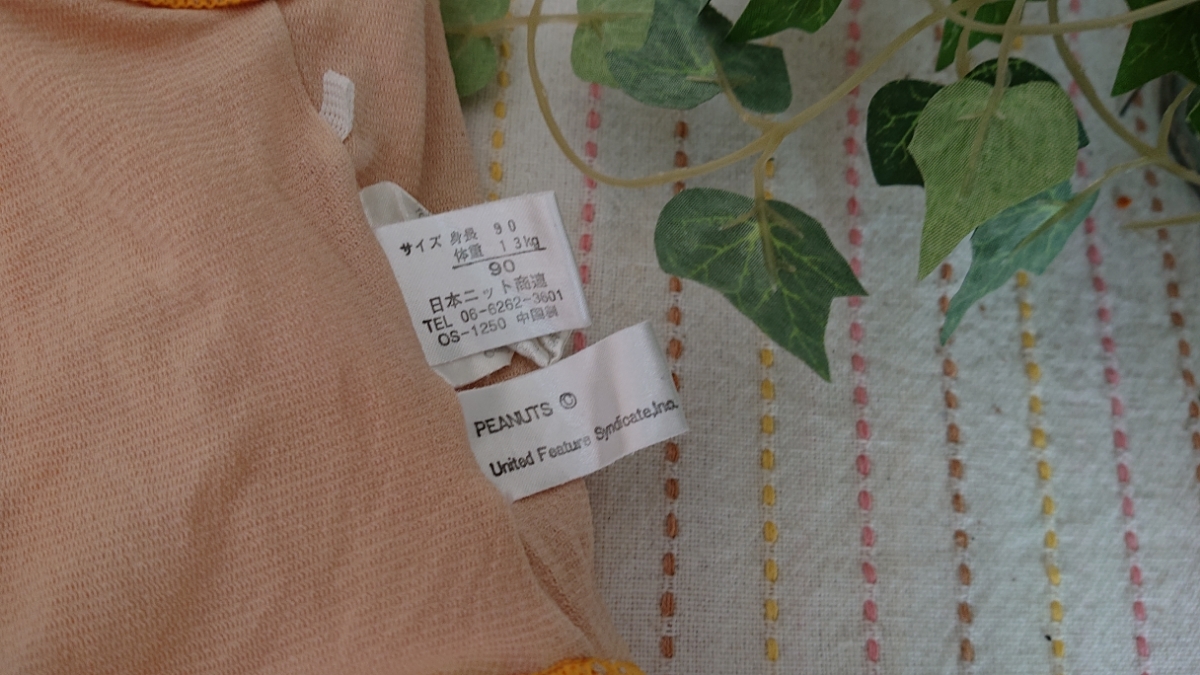 サイズ 身長 90
体重 13kg
90
日本ニット商連
TEL 06-6262-3601
OS-1250 中国製
PEANUTS ©
United Feature Syndicate,Inc.